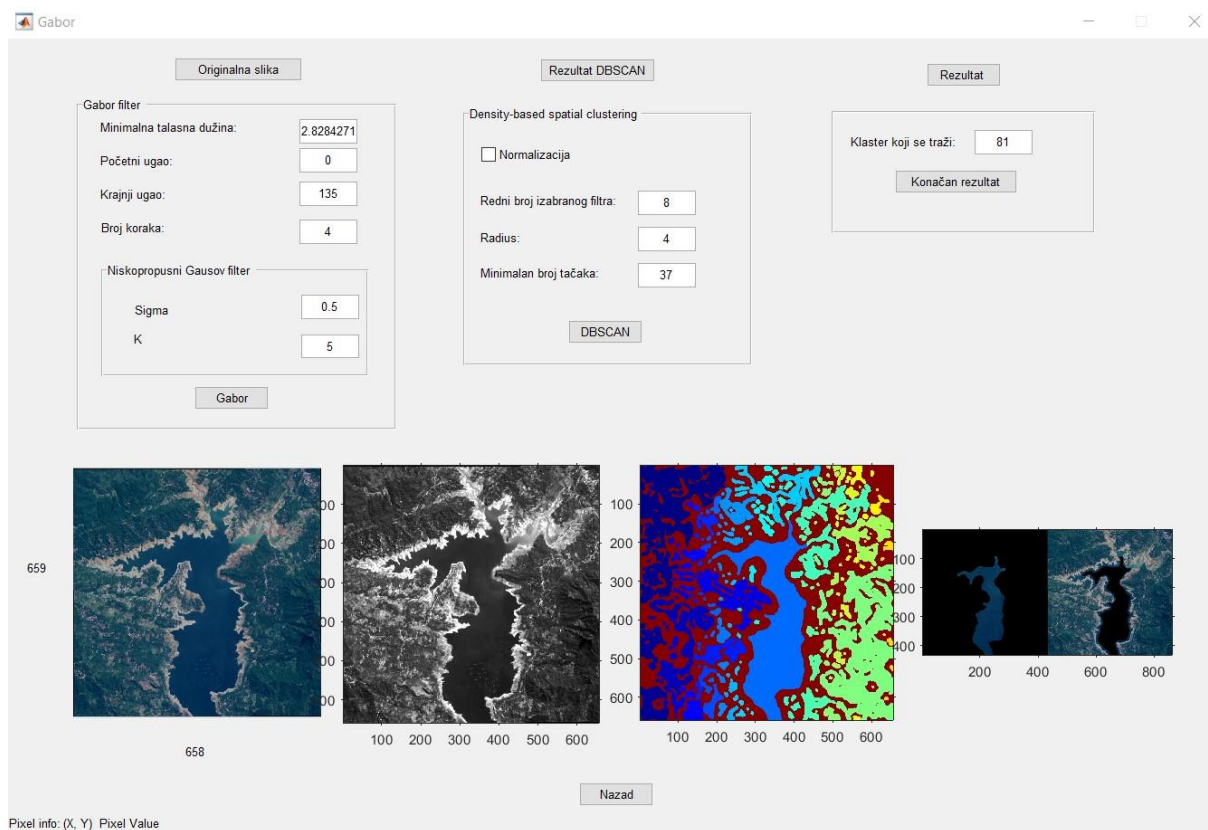 Gabor
Originalna slika
Rezultat DBSCAN
Rezultat
Gabor filter
Minimalna talasna dužina: 2.8284271
Početni ugao: 0
Krajnji ugao: 135
Broj koraka: 4
Niskopropusni Gausov filter
Sigma 0.5
K 5
Gabor
Density-based spatial clustering
Normalizacija
Redni broj izabranog filtra: 8
Radius: 4
Minimalan broj tačaka: 37
DBSCAN
Klaster koji se traži: 81
Konačan rezultat
659
658
100 200 300 400 500 600
100
200
300
400
500
600
100 200 300 400 500 600
100
200
300
400
200 400 600 800
Nazad
Pixel info: (X, Y) Pixel Value